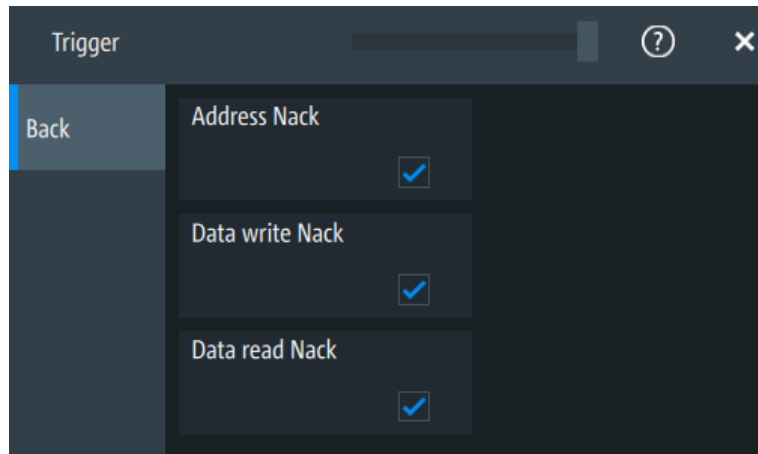 Trigger
?
Back
Address Nack
Data write Nack
Data read Nack